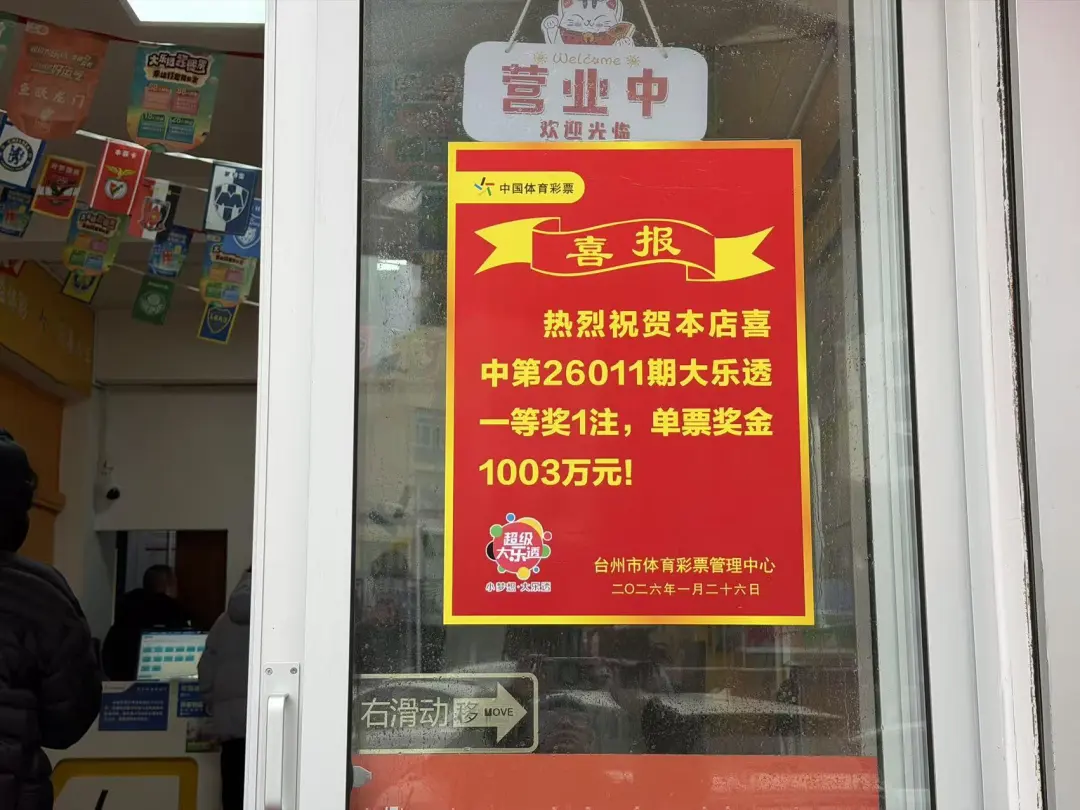 Welcome
营业中
欢迎光临
中国体育彩票
喜报
热烈祝贺本店喜
中第26011期大乐透
一等奖1注，单票奖金
1003万元!
超级
大乐透
小梦想·大乐透
台州市体育彩票管理中心
二〇二六年一月二十六日
右滑动移
MOVE
鱼跃龙门